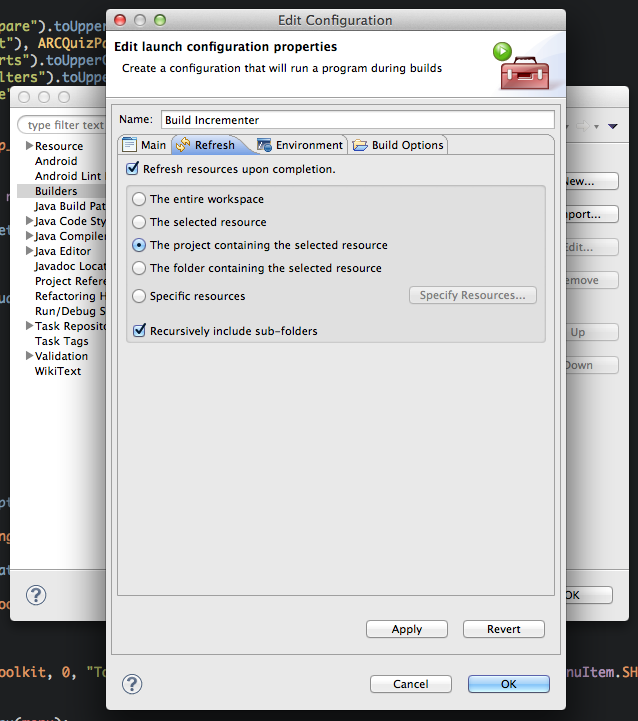 pare").toUpper
Edit Configuration
t"), ARCQuizPo
Edit launch configuration properties
rts").toUpperC
Create a configuration that will run a program during builds
lters").toUppe
Name: Build Incrementer
type filter text
Main Refresh Environment Build Options
Resource
Android
Android Lint
Builders
Java Build Pat
Java Code Sty
Java Compiler
Java Editor
Javadoc Locat
Project Refere
Refactoring H
Run/Debug S
Task Reposito
Task Tags
Validation
WikiText
Refresh resources upon completion.
The entire workspace
The selected resource
The project containing the selected resource
The folder containing the selected resource
Specific resources Specify Resources...
Recursively include sub-folders
New...
mport...
Edit...
emove
Up
Down
OK
Apply Revert
? Cancel OK
?
oolkit, 0, "To
nuItem.SH